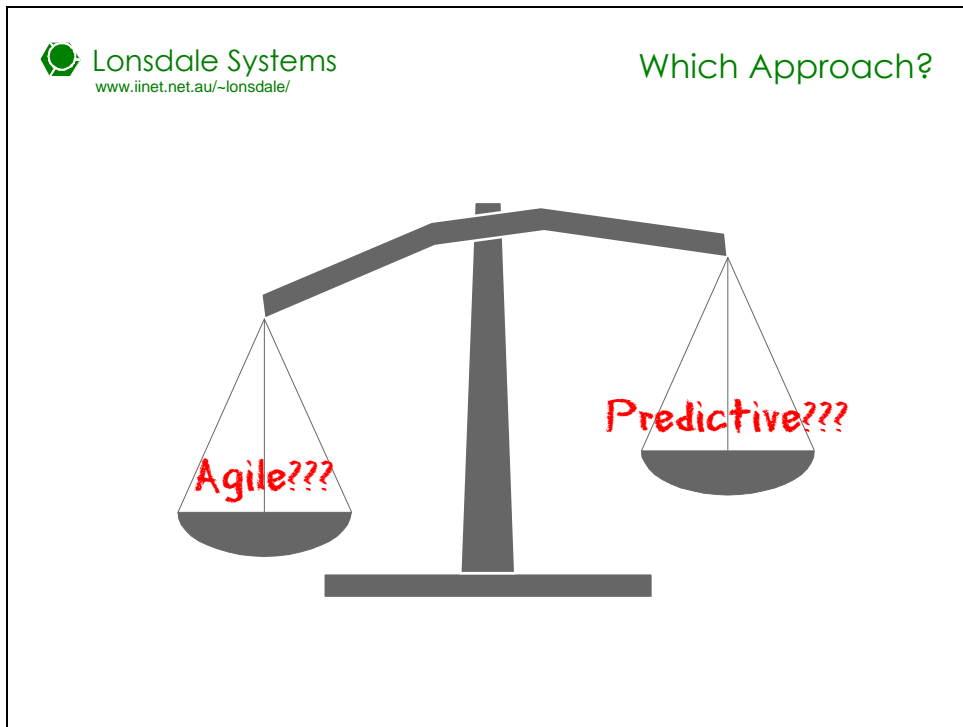 Lonsdale Systems
www.iinet.net.au/~lonsdale/
Which Approach?
Predictive???
Agile???